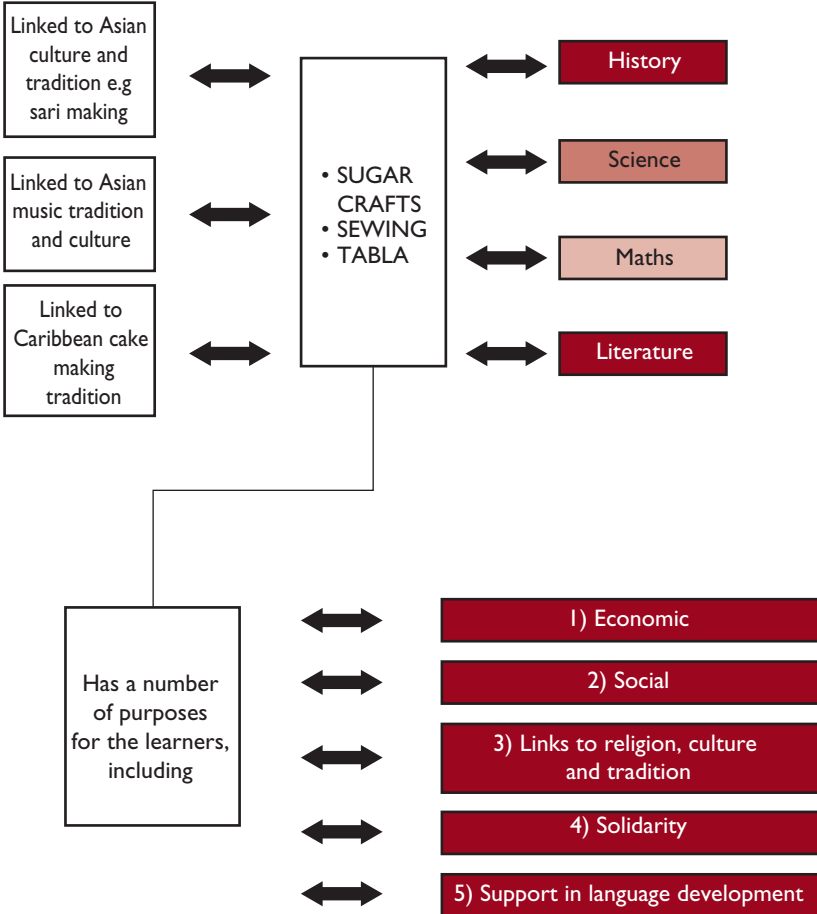 Linked to Asian
culture and
tradition e.g
sari making
Linked to Asian
music tradition
and culture
Linked to
Caribbean cake
making
tradition
• SUGAR
CRAFTS
• SEWING
• TABLA
History
Science
Maths
Literature
Has a number
of purposes
for the learners,
including
1) Economic
2) Social
3) Links to religion, culture
and tradition
4) Solidarity
5) Support in language development